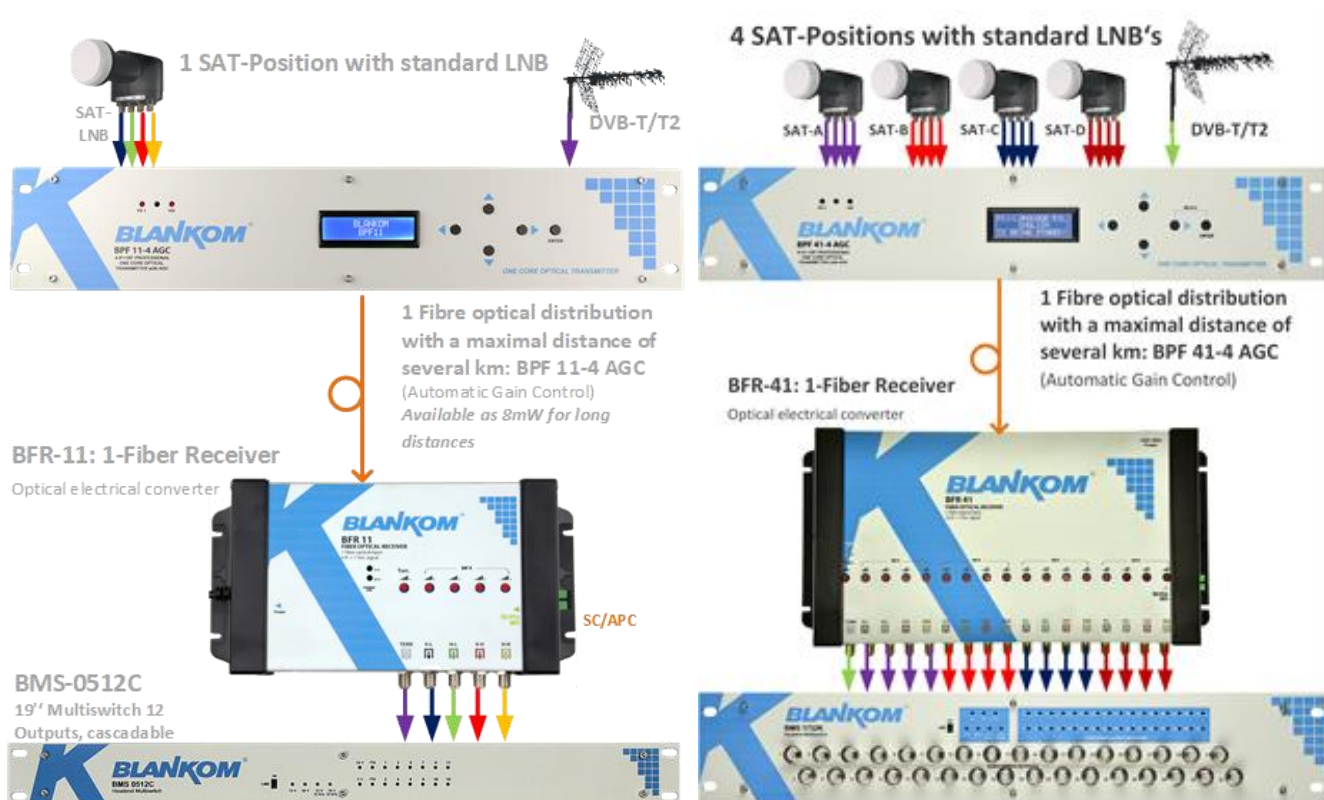 1 SAT-Position with standard LNB
SAT-
LNB
DVB-T/T2
BLANKOM
BPF 11-4 AGC
ONE CORE OPTICAL
BLANKOM
BPF11
ENTER
ONE CORE OPTICAL TRANSMITTER
1 Fibre optical distribution
with a maximal distance of
several km: BPF 11-4 AGC
(Automatic Gain Control)
Available as 8mW for long
distances
BFR-11: 1-Fiber Receiver
Optical electrical converter
BLANKOM
BFR 11
FIBER OPTICAL RECEIVER
SC/APC
BMS-0512C
19'' Multiswitch 12
Outputs, cascadable
BLANKOM
BMS 0512C
4 SAT-Positions with standard LNB's
SAT-A
SAT-B
SAT-C
SAT-D
DVB-T/T2
BLANKOM
BPF 41-4 AGC
ENTER
ONE CORE OPTICAL TRANSMITTER
1 Fibre optical distribution
with a maximal distance of
several km: BPF 41-4 AGC
(Automatic Gain Control)
BFR-41: 1-Fiber Receiver
Optical electrical converter
BLANKOM
BFR 41
FIBER OPTICAL RECEIVER
BLANKOM